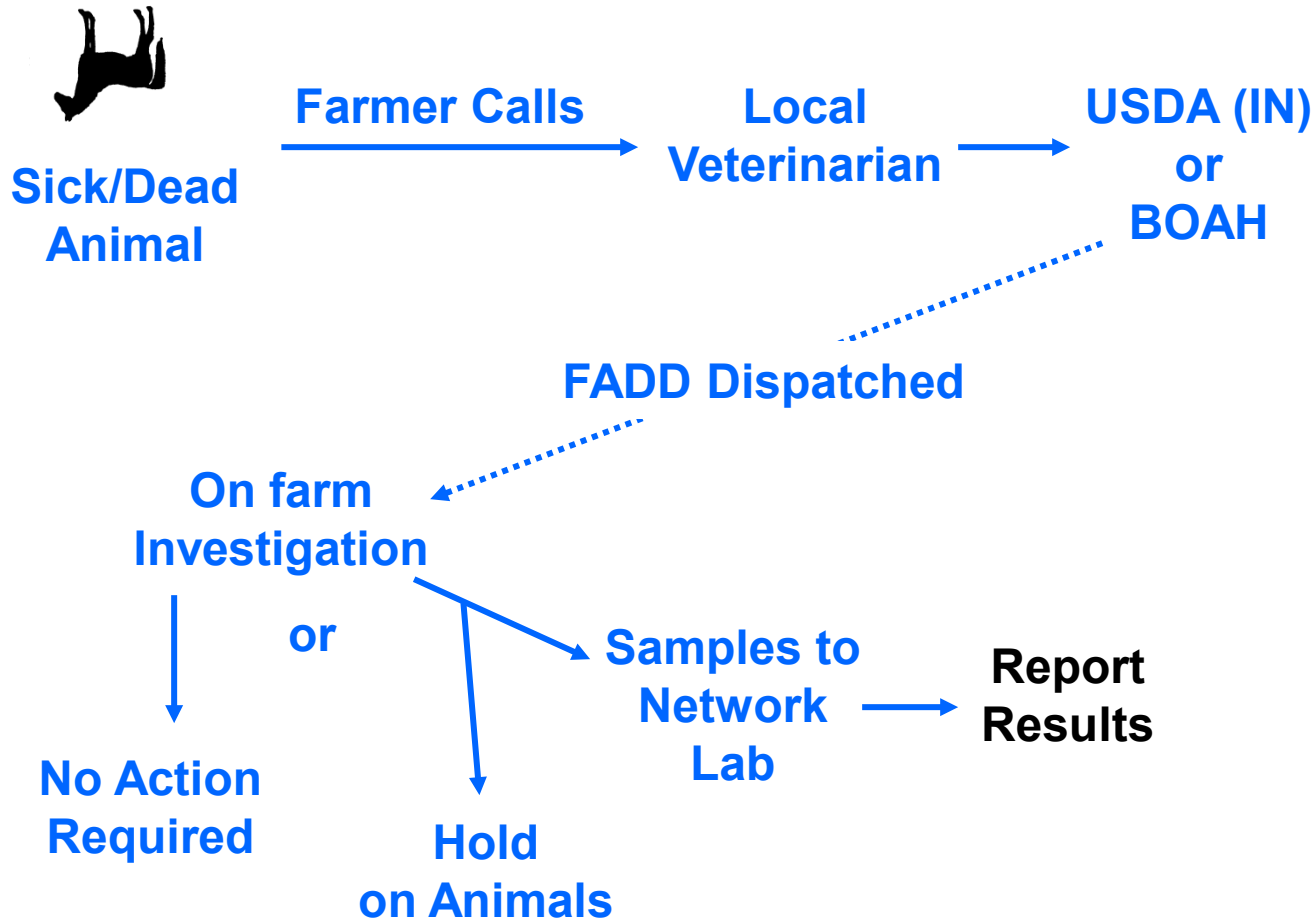 Farmer Calls
Local
Veterinarian
USDA (IN)
or
BOAH
Sick/Dead
Animal
FADD Dispatched
On farm
Investigation
or
Samples to
Network
Lab
Report
Results
No Action
Required
Hold
on Animals